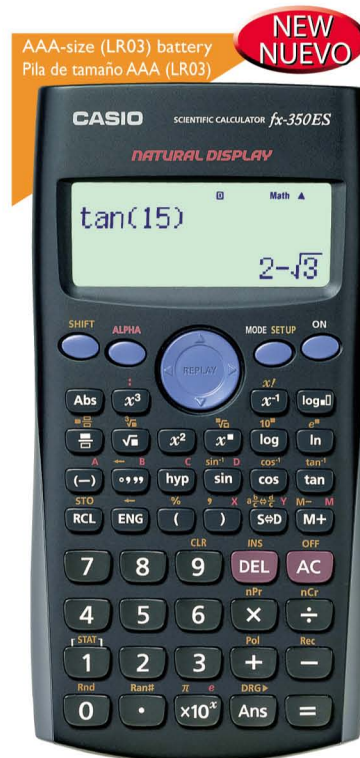 AAA-size (LR03) battery
Pila de tamaño AAA (LR03)
NEW
NUEVO
CASIO SCIENTIFIC CALCULATOR fx-350ES
NATURAL DISPLAY
D Math ▲
tan(15)
2-√3
SHIFT ALPHA MODE SETUP ON
REPLAY
: x!
Abs x³ x⁻¹ log
10 e
√ x² x log ln
A ← B C sin⁻¹ D cos⁻¹ tan⁻¹
(−) °,,, hyp sin cos tan
STO ← % , X a b/c⇔d/c Y M− M
RCL ENG ( ) S⇔D M+
CLR INS OFF
7 8 9 DEL AC
nPr nCr
4 5 6 × ÷
STAT Pol Rec
1 2 3 + −
Rnd Ran# π e DRG▶
0 · ×10ˣ Ans =